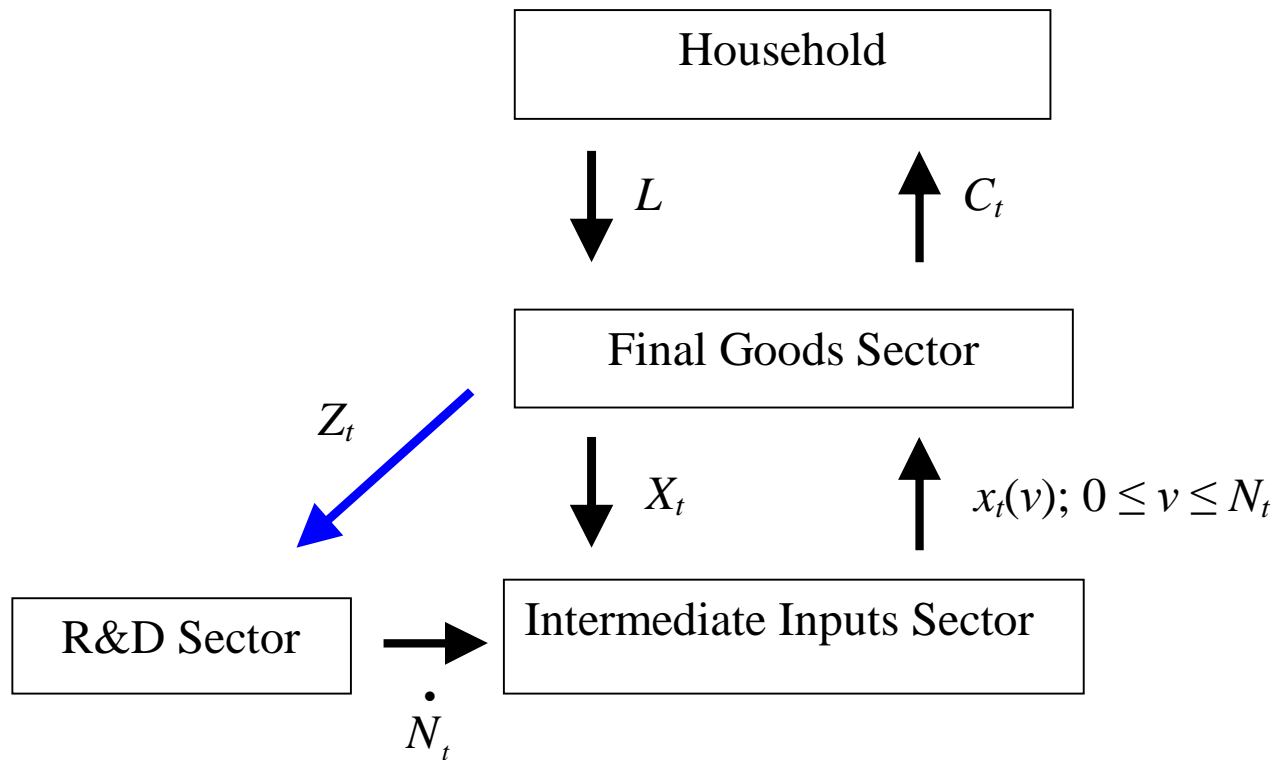 Household
L
C_t
Final Goods Sector
Z_t
X_t
x_t(v); 0 ≤ v ≤ N_t
R&D Sector
Intermediate Inputs Sector
Ṅ_t